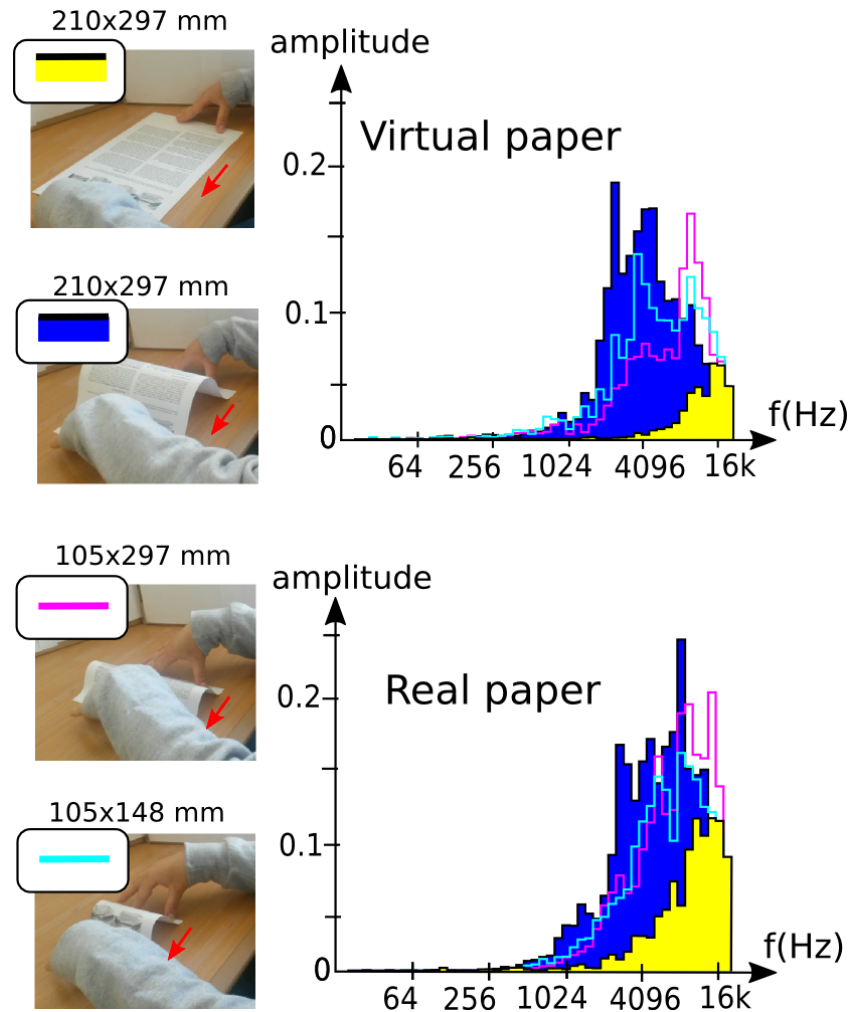 210x297 mm
210x297 mm
105x297 mm
105x148 mm
amplitude
Virtual paper
0.2
0.1
0
64
256
1024
4096
16k
f(Hz)
amplitude
Real paper
0.2
0.1
0
64
256
1024
4096
16k
f(Hz)